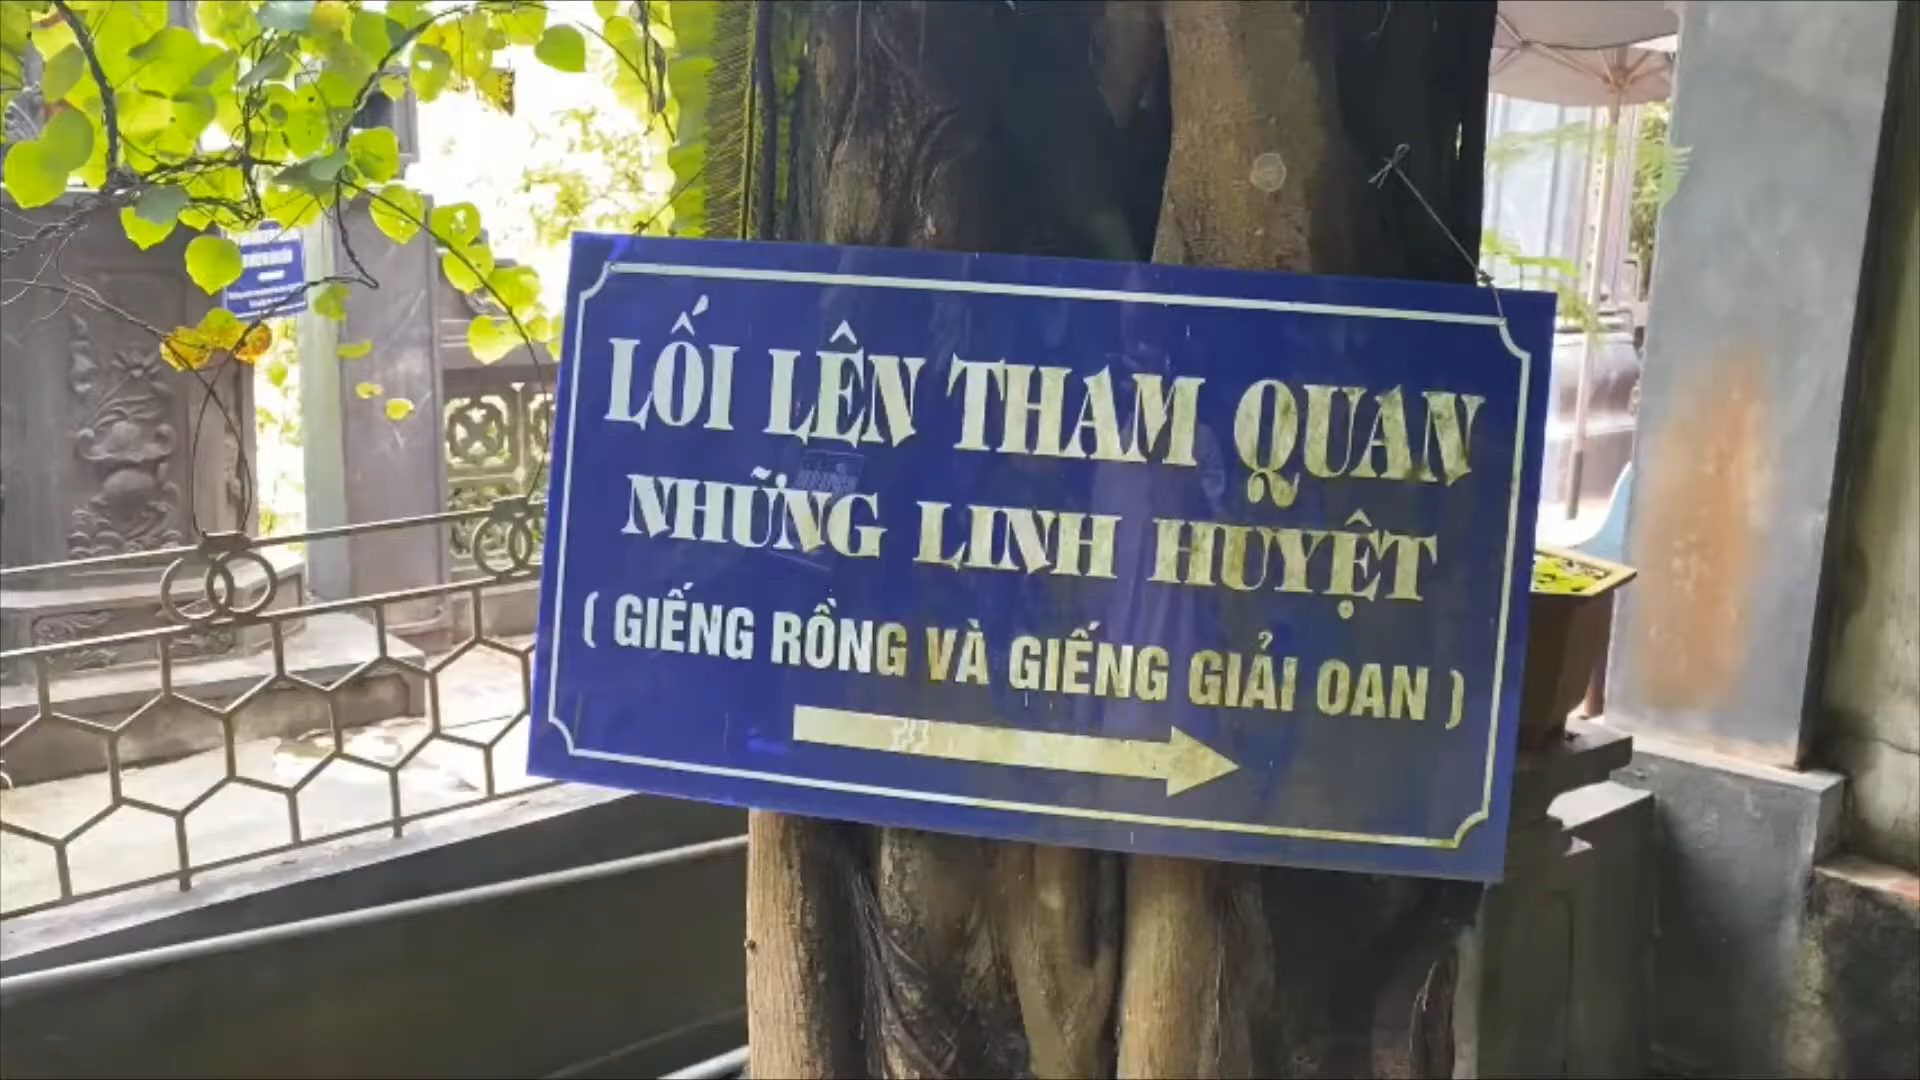 LỐI LÊN THAM QUAN
NHỮNG LINH HUYỆT
( GIẾNG RỒNG VÀ GIẾNG GIẢI OAN )